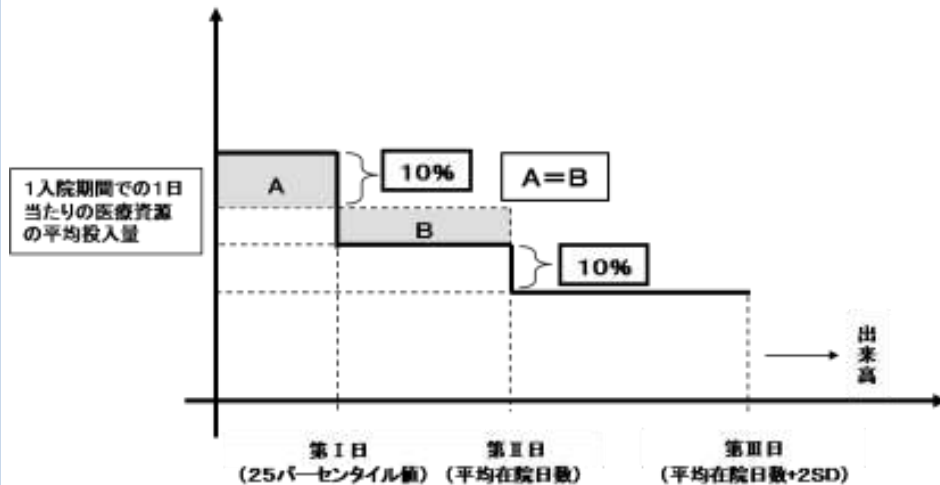 10%
A
A=B
1入院期間での1日
当たりの医療資源
の平均投入量
B
10%
出来高
第Ⅰ日
(25パーセンタイル値)
第Ⅱ日
(平均在院日数)
第Ⅲ日
(平均在院日数+2SD)